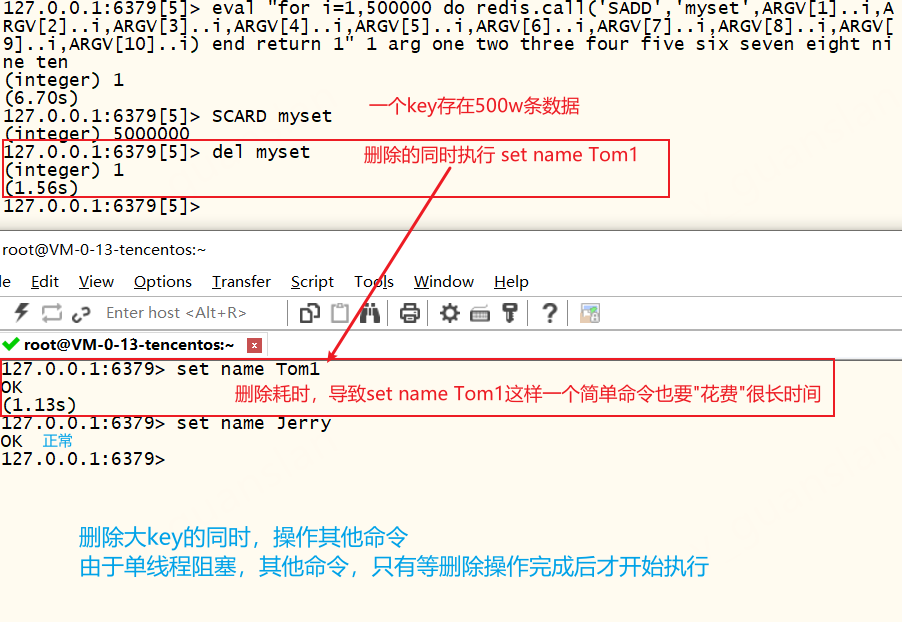 127.0.0.1:6379[5]> eval "for i=1,500000 do redis.call('SADD','myset',ARGV[1]..i,A
RGV[2]..i,ARGV[3]..i,ARGV[4]..i,ARGV[5]..i,ARGV[6]..i,ARGV[7]..i,ARGV[8]..i,ARGV[
9]..i,ARGV[10]..i) end return 1" 1 arg one two three four five six seven eight ni
ne ten
(integer) 1
(6.70s)
127.0.0.1:6379[5]> SCARD myset
一个key存在500w条数据
(integer) 5000000
127.0.0.1:6379[5]> del myset
删除的同时执行 set name Tom1
(integer) 1
(1.56s)
127.0.0.1:6379[5]>
root@VM-0-13-tencentos:~
le Edit View Options Transfer Script Tools Window Help
Enter host <Alt+R>
root@VM-0-13-tencentos:~
127.0.0.1:6379> set name Tom1
OK
删除耗时，导致set name Tom1这样一个简单命令也要"花费"很长时间
(1.13s)
127.0.0.1:6379> set name Jerry
OK 正常
127.0.0.1:6379>
删除大key的同时，操作其他命令
由于单线程阻塞，其他命令，只有等删除操作完成后才开始执行